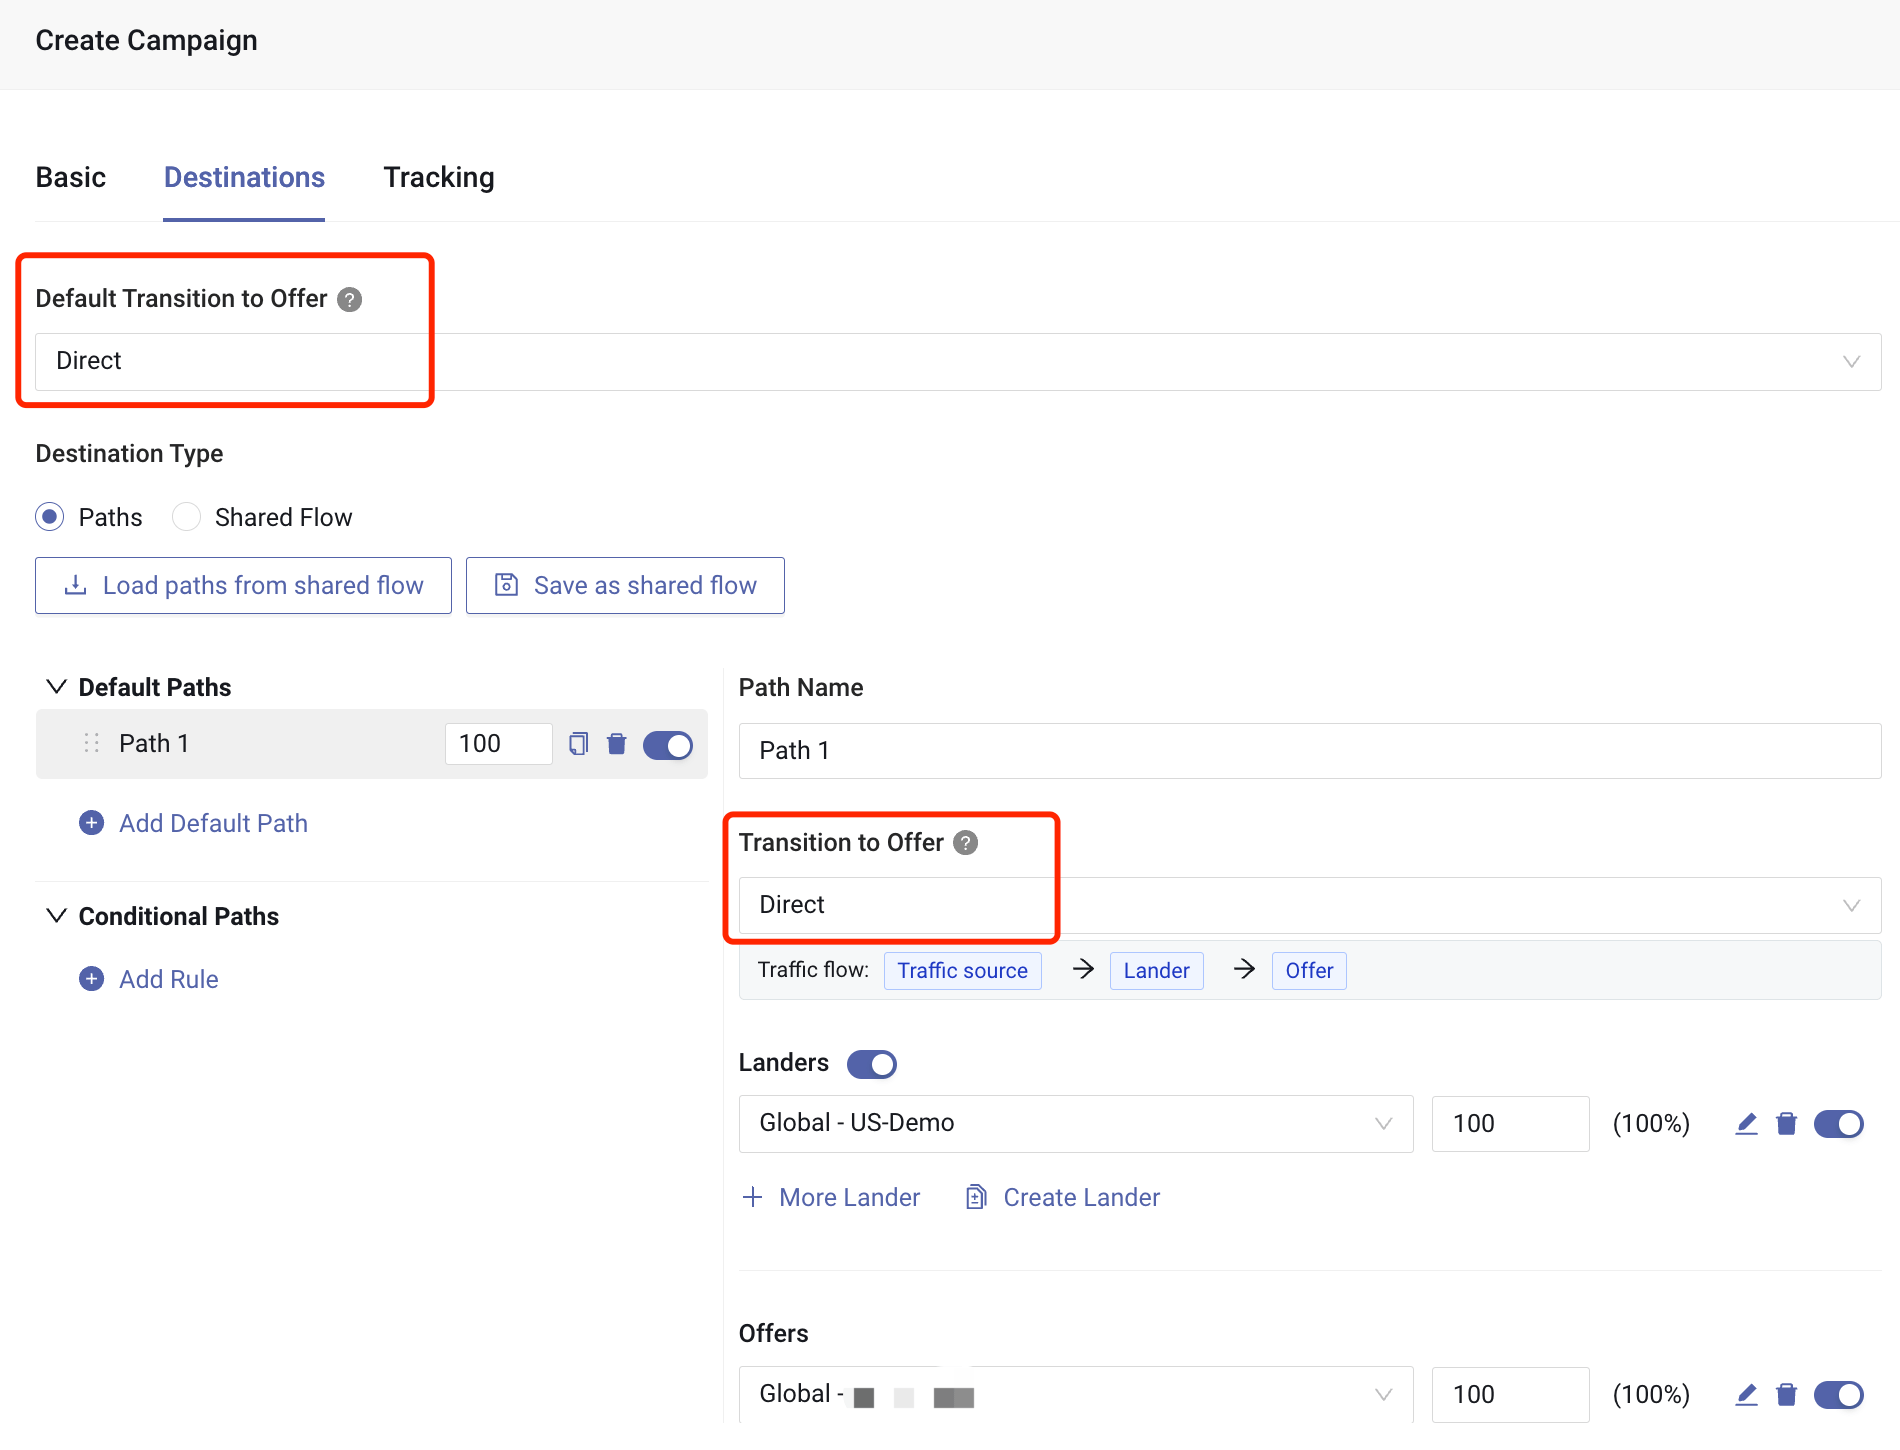 Create Campaign
Basic Destinations Tracking
Default Transition to Offer ?
Direct
Destination Type
Paths Shared Flow
Load paths from shared flow Save as shared flow
Default Paths
Path 1 100
Add Default Path
Conditional Paths
Add Rule
Path Name
Path 1
Transition to Offer ?
Direct
Traffic flow: Traffic source → Lander → Offer
Landers
Global - US-Demo 100 (100%)
More Lander Create Lander
Offers
Global - 100 (100%)